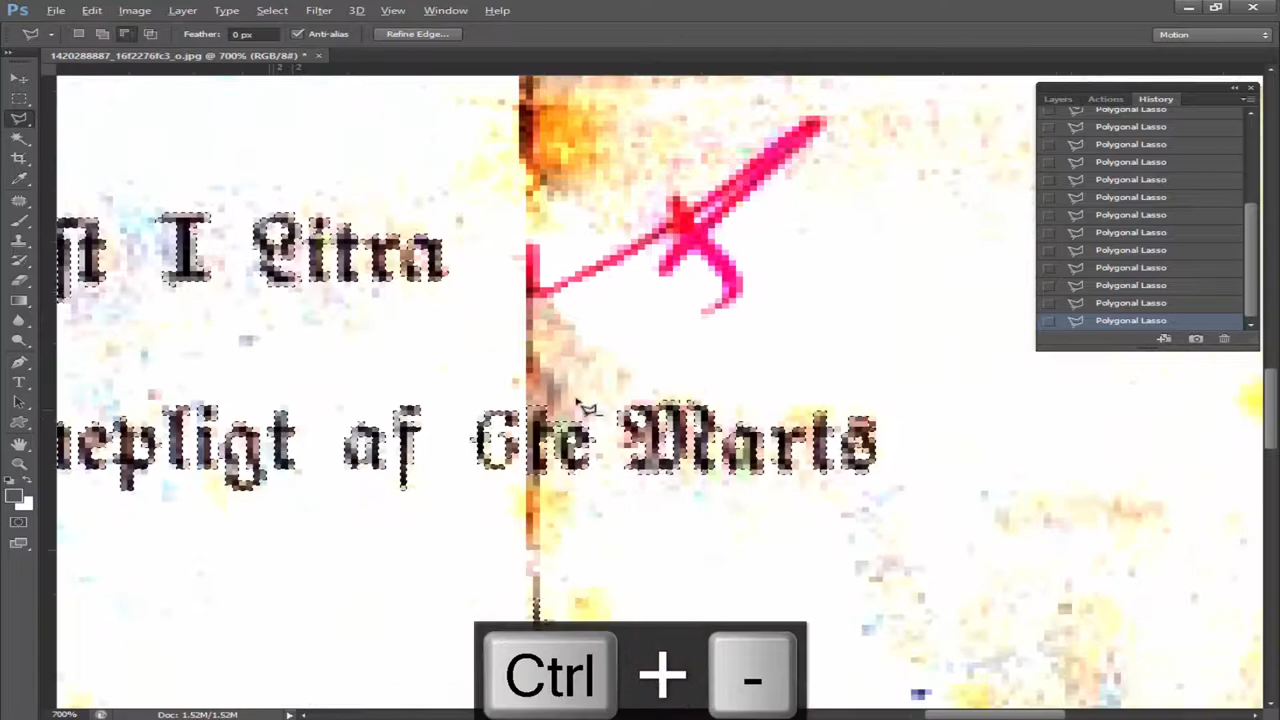 Ps File Edit Image Layer Type Select Filter 3D View Window Help
Feather: 0 px Anti-alias Refine Edge... Motion
1420288887_16f2276fc3_o.jpg @ 700% (RGB/8#) * ×
2 2
Layers Actions History
Polygonal Lasso
Polygonal Lasso
Polygonal Lasso
Polygonal Lasso
Polygonal Lasso
Polygonal Lasso
Polygonal Lasso
Polygonal Lasso
Polygonal Lasso
Polygonal Lasso
Polygonal Lasso
Polygonal Lasso
Polygonal Lasso
I
af
Ctrl + -
700% Doc: 1.52M/1.52M